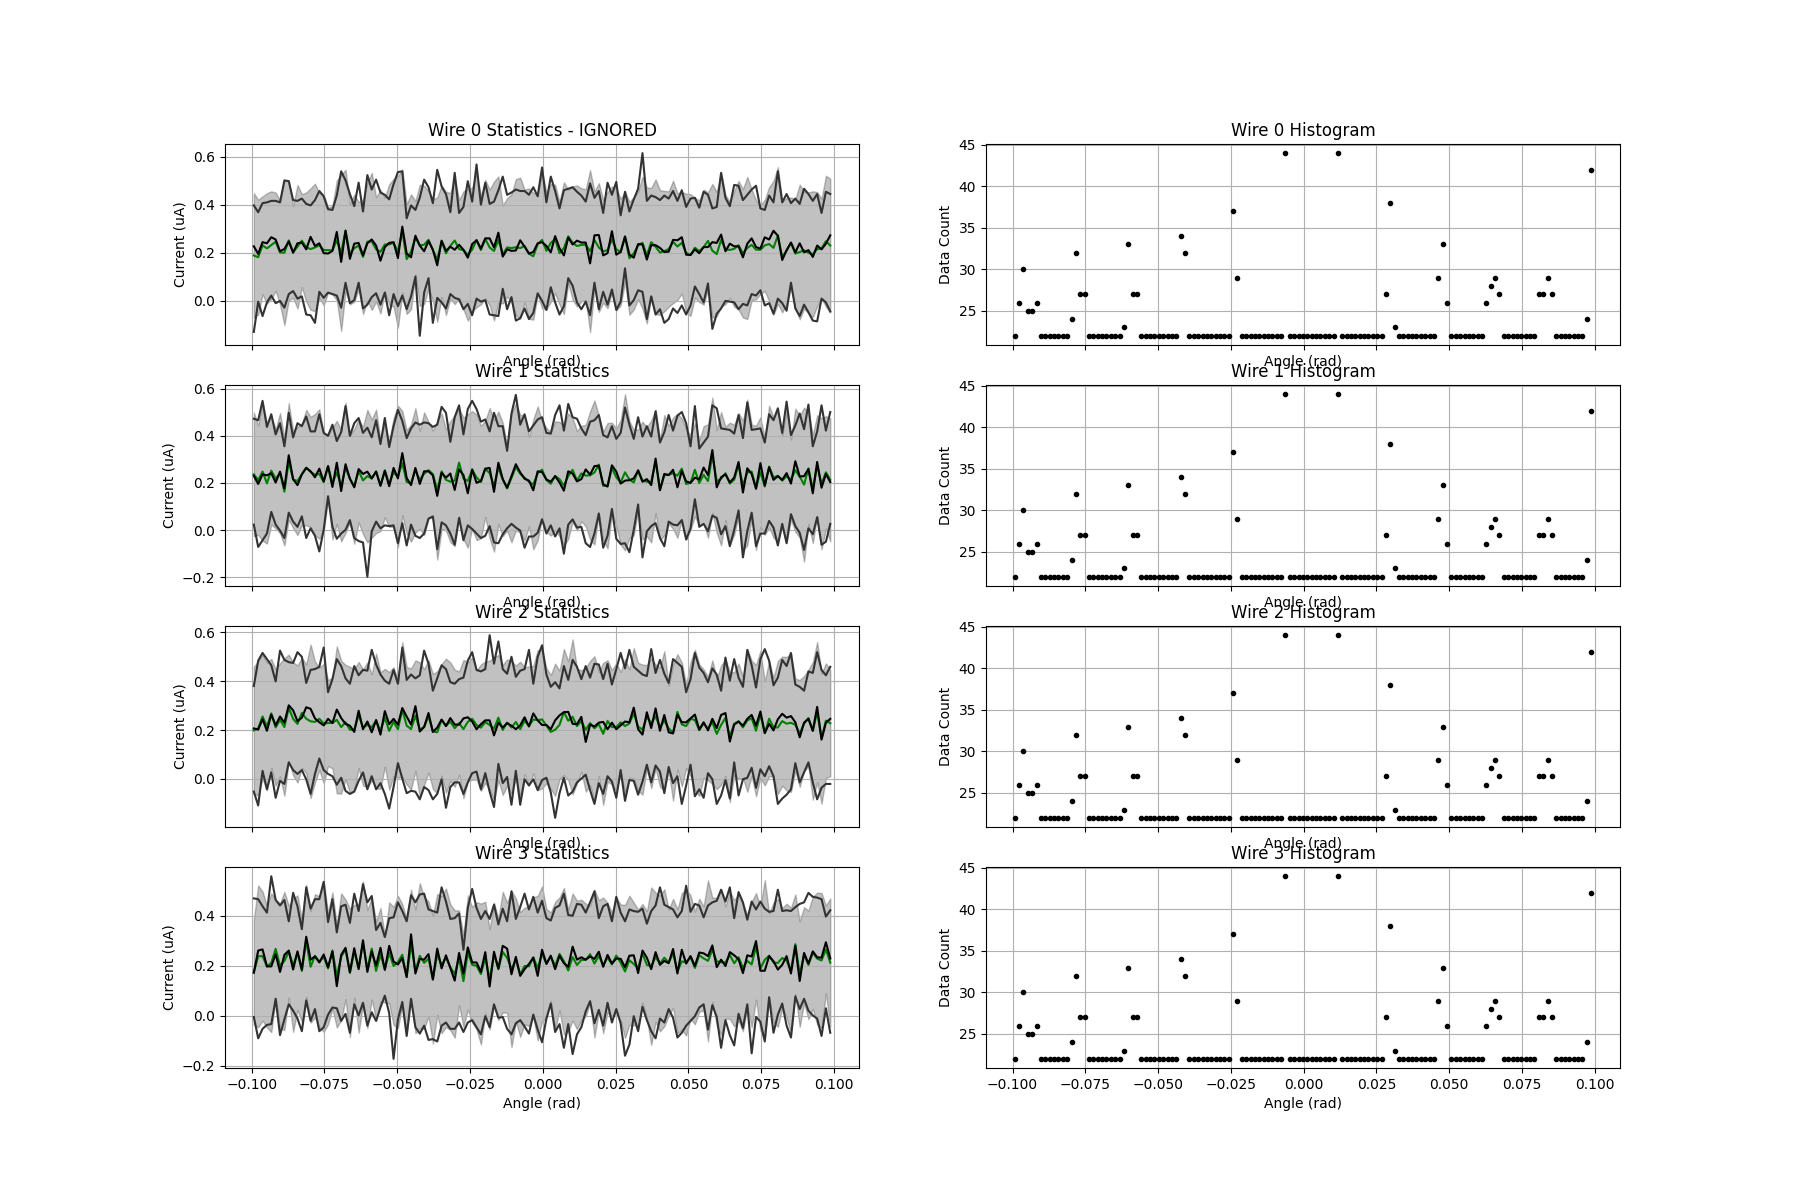 Wire 0 Statistics - IGNORED
Current (uA)
0.6
0.4
0.2
0.0
Angle (rad)
Wire 0 Histogram
Data Count
45
40
35
30
25
Angle (rad)
Wire 1 Statistics
Current (uA)
0.6
0.4
0.2
0.0
−0.2
Angle (rad)
Wire 1 Histogram
Data Count
45
40
35
30
25
Angle (rad)
Wire 2 Statistics
Current (uA)
0.6
0.4
0.2
0.0
Angle (rad)
Wire 2 Histogram
Data Count
45
40
35
30
25
Angle (rad)
Wire 3 Statistics
Current (uA)
0.4
0.2
0.0
−0.2
−0.100 −0.075 −0.050 −0.025 0.000 0.025 0.050 0.075 0.100
Angle (rad)
Wire 3 Histogram
Data Count
45
40
35
30
25
−0.100 −0.075 −0.050 −0.025 0.000 0.025 0.050 0.075 0.100
Angle (rad)